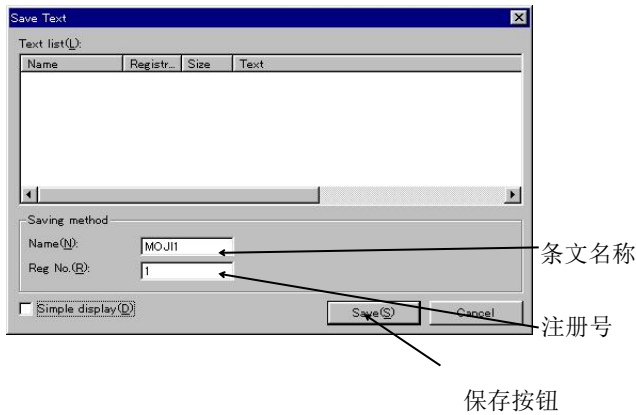 Save Text
Text list(L):
Name Registr... Size Text
Saving method
Name(N): MOJI1
条文名称
Reg No.(R): 1
Simple display(D) Save(S) Cancel
注册号
保存按钮